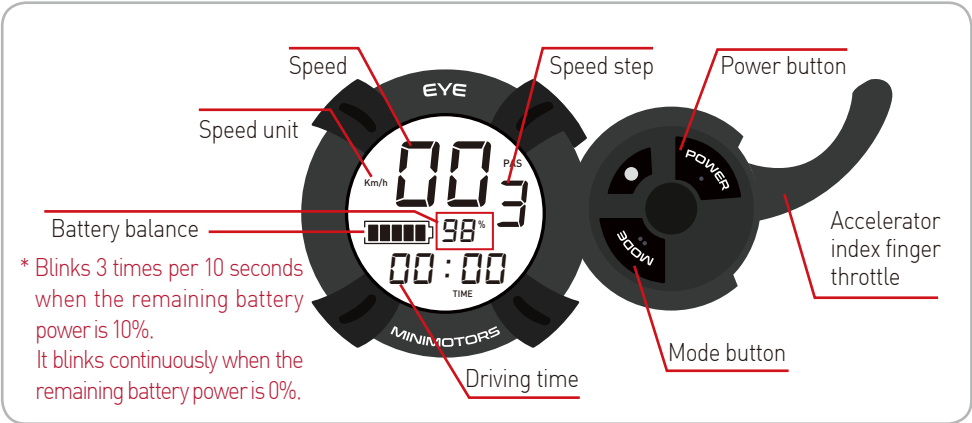 Speed
Speed step
Power button
EYE
Speed unit
00
PAS
Km/h
3
POWER
Battery balance
98%
Accelerator
index finger
throttle
MODE
* Blinks 3 times per 10 seconds
when the remaining battery
power is 10%.
It blinks continuously when the
remaining battery power is 0%.
00:00
TIME
MINIMOTORS
Mode button
Driving time